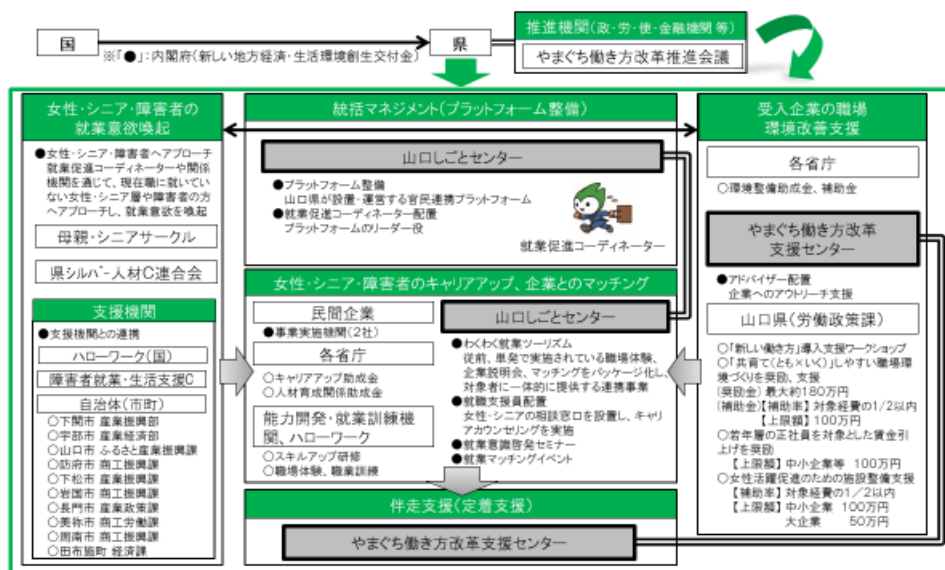 国
県
推進機関(政・労・使・金融機関 等)
やまぐち働き方改革推進会議
※「●」:内閣府(新しい地方経済・生活環境創生交付金)
女性・シニア・障害者の
就業意欲喚起
●女性・シニア・障害者へアプローチ
就業促進コーディネーターや関係
機関を通じて、現在職に就いてい
ない女性・シニア層や障害者の方
へアプローチし、就業意欲を喚起
母親・シニアサークル
県シルバー人材C連合会
支援機関
●支援機関との連携
ハローワーク(国)
障害者就業・生活支援C
自治体(市町)
○下関市 産業振興部
○宇部市 産業経済部
○山口市 ふるさと産業振興課
○防府市 商工振興課
○下松市 産業振興課
○岩国市 商工振興課
○長門市 産業政策課
○美祢市 商工労働課
○周南市 商工振興課
○田布施町 経済課
統括マネジメント(プラットフォーム整備)
山口しごとセンター
●プラットフォーム整備
山口県が設置・運営する官民連携プラットフォーム
●就業促進コーディネーター配置
プラットフォームのリーダー役
就業促進コーディネーター
女性・シニア・障害者のキャリアアップ、企業とのマッチング
民間企業
●事業実施機関(2社)
各省庁
○キャリアアップ助成金
○人材育成関係助成金
能力開発・就業訓練機
関、ハローワーク
○スキルアップ研修
○職場体験、職業訓練
山口しごとセンター
●わくわく就業ツーリズム
従前、単発で実施されている職場体験、
企業説明会、マッチングをパッケージ化し、
対象者に一体的に提供する連携事業
●就職支援員配置
女性・シニアの相談窓口を設置し、キャリ
アカウンセリングを実施
●就業意識啓発セミナー
●就業マッチングイベント
伴走支援(定着支援)
やまぐち働き方改革支援センター
受入企業の職場
環境改善支援
各省庁
○環境整備助成金、補助金
やまぐち働き方改革
支援センター
●アドバイザー配置
企業へのアウトリーチ支援
山口県(労働政策課)
○「新しい働き方」導入支援ワークショップ
○「共育て(とも×いく)」しやすい職場環
境づくりを奨励、支援
(奨励金) 最大約180万円
(補助金)【補助率】対象経費の1/2以内
【上限額】100万円
○若年層の正社員を対象とした賃金引
上げを奨励
【上限額】中小企業等 100万円
○女性活躍促進のための施設整備支援
【補助率】対象経費の1/2以内
【上限額】中小企業 100万円
大企業 50万円